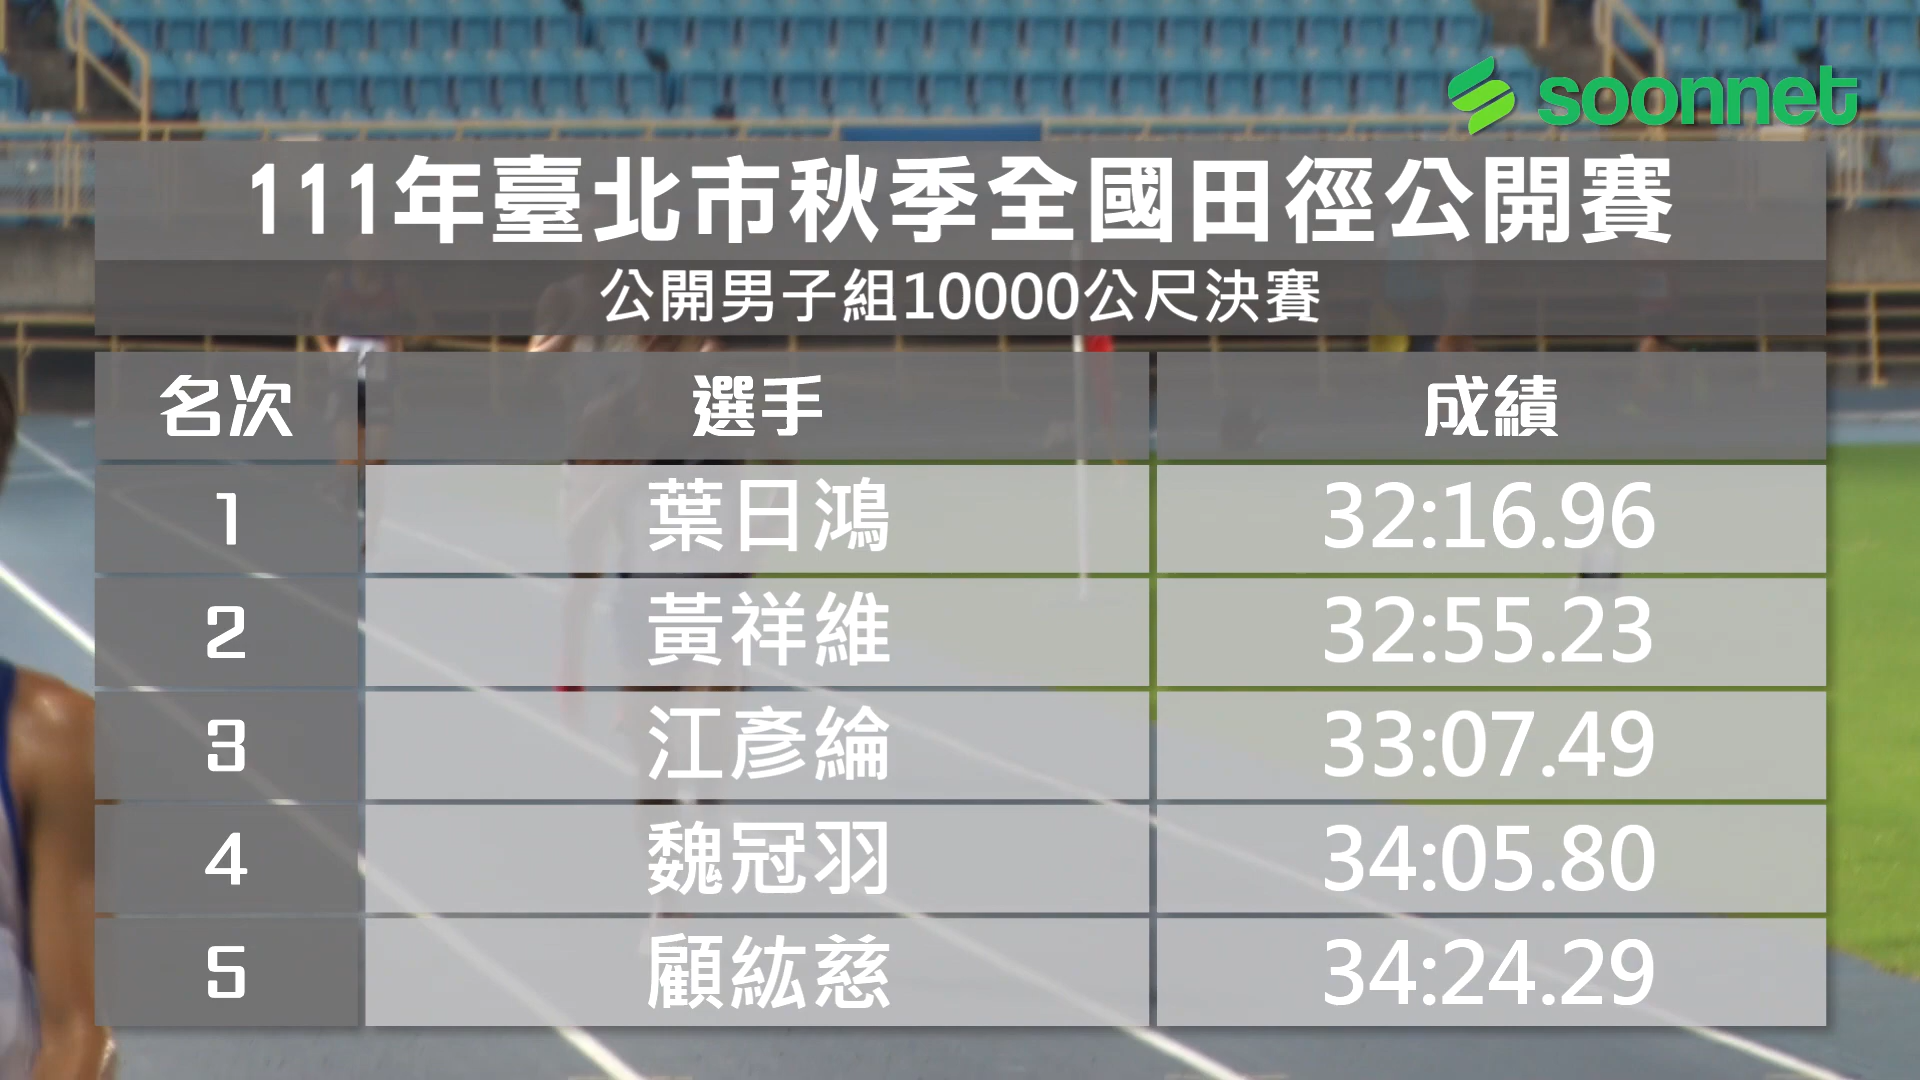 soonnet
111年臺北市秋季全國田徑公開賽
公開男子組10000公尺決賽
名次 選手 成績
1 葉日鴻 32:16.96
2 黃祥維 32:55.23
3 江彥綸 33:07.49
4 魏冠羽 34:05.80
5 顧紘慈 34:24.29